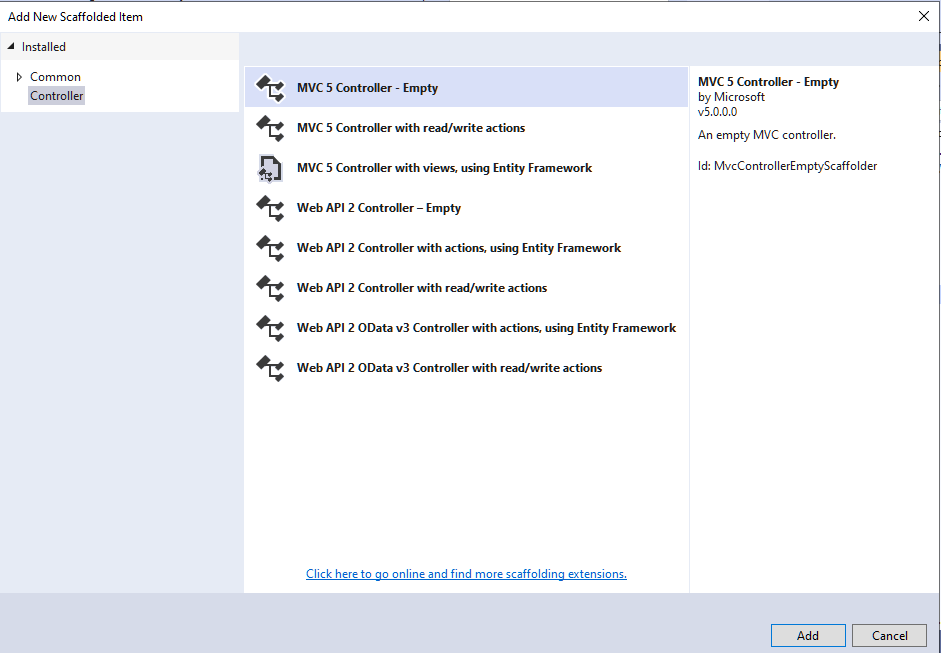 Add New Scaffolded Item
Installed
Common
Controller
MVC 5 Controller - Empty
MVC 5 Controller with read/write actions
MVC 5 Controller with views, using Entity Framework
Web API 2 Controller – Empty
Web API 2 Controller with actions, using Entity Framework
Web API 2 Controller with read/write actions
Web API 2 OData v3 Controller with actions, using Entity Framework
Web API 2 OData v3 Controller with read/write actions
Click here to go online and find more scaffolding extensions.
MVC 5 Controller - Empty
by Microsoft
v5.0.0.0
An empty MVC controller.
Id: MvcControllerEmptyScaffolder
Add
Cancel